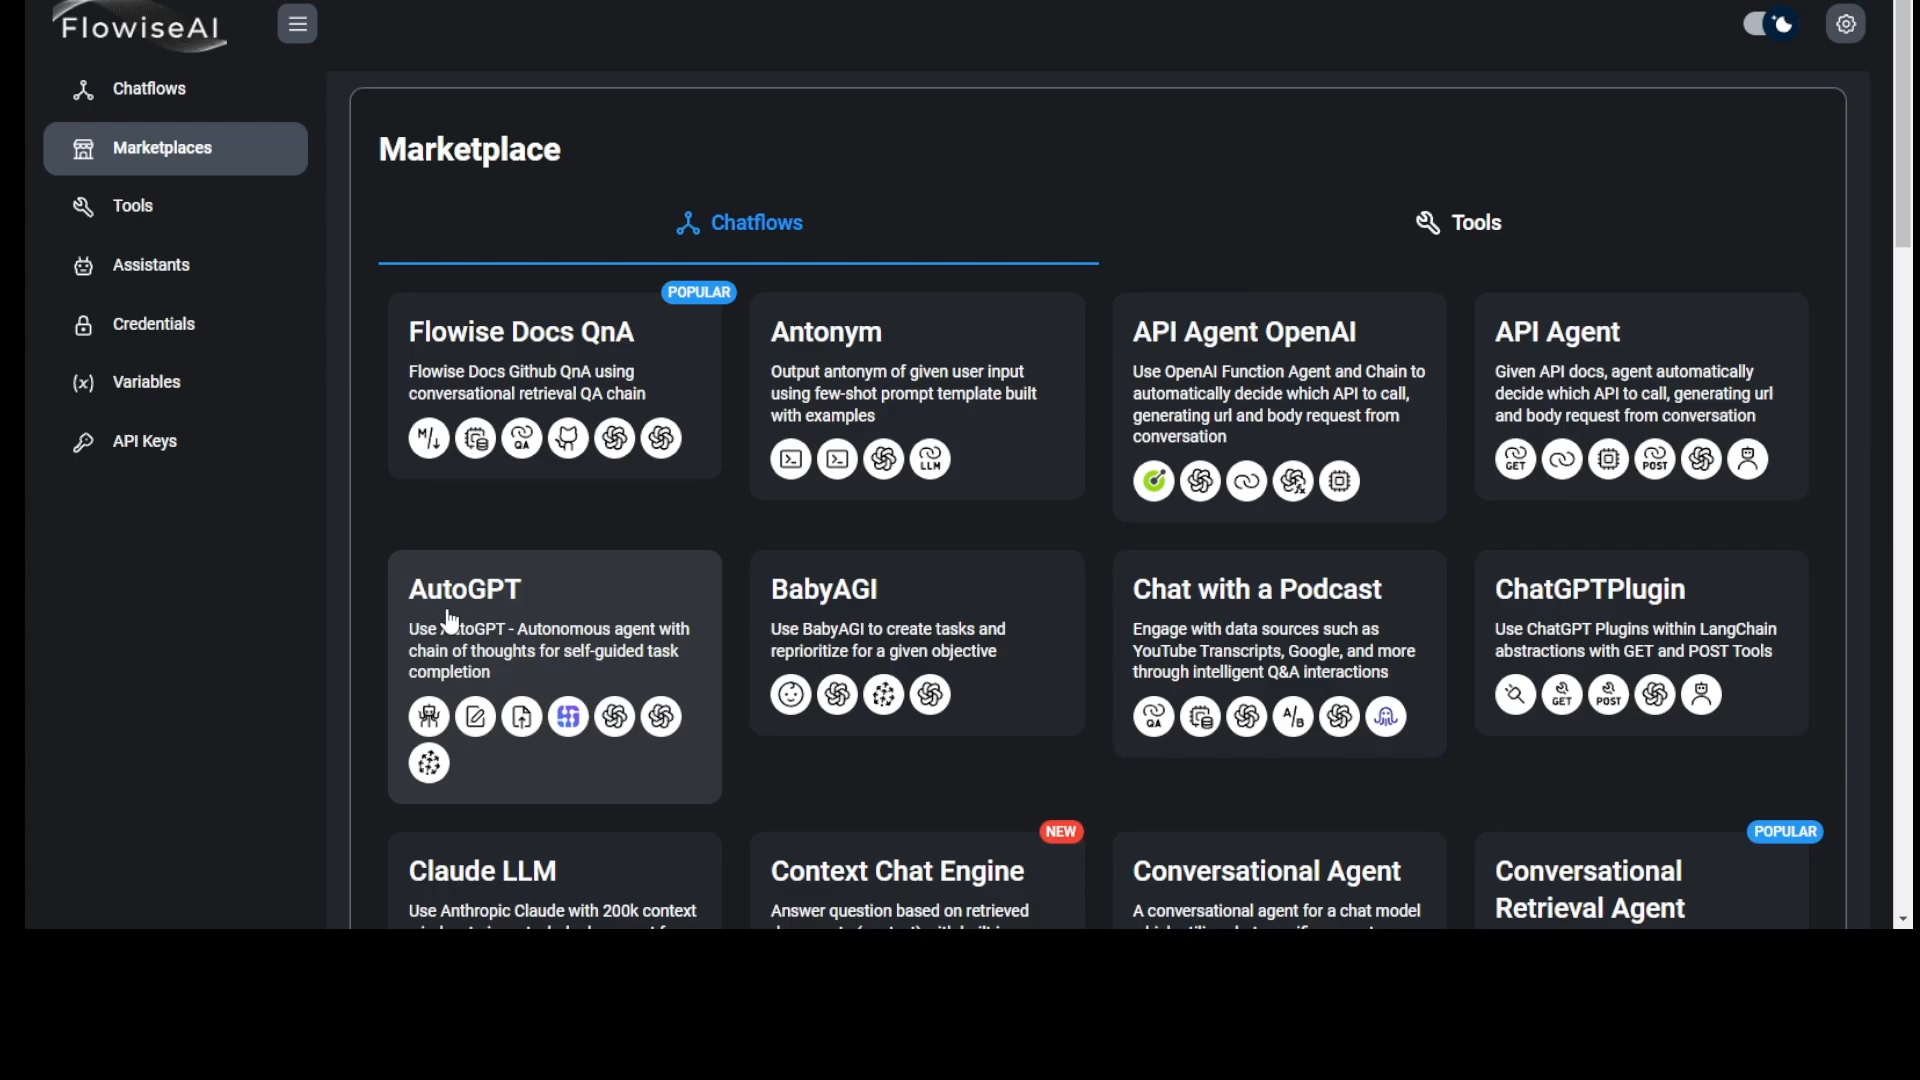 FlowiseAI
Chatflows
Marketplaces
Tools
Assistants
Credentials
Variables
API Keys
Marketplace
Chatflows
Tools
POPULAR
Flowise Docs QnA
Flowise Docs Github QnA using
conversational retrieval QA chain
M/↓
QA
Antonym
Output antonym of given user input
using few-shot prompt template built
with examples
LLM
API Agent OpenAI
Use OpenAI Function Agent and Chain to
automatically decide which API to call,
generating url and body request from
conversation
API Agent
Given API docs, agent automatically
decide which API to call, generating url
and body request from conversation
GET
POST
AutoGPT
Use AutoGPT - Autonomous agent with
chain of thoughts for self-guided task
completion
BabyAGI
Use BabyAGI to create tasks and
reprioritize for a given objective
Chat with a Podcast
Engage with data sources such as
YouTube Transcripts, Google, and more
through intelligent Q&A interactions
QA
A/B
ChatGPTPlugin
Use ChatGPT Plugins within LangChain
abstractions with GET and POST Tools
GET
POST
Claude LLM
Use Anthropic Claude with 200k context
NEW
Context Chat Engine
Answer question based on retrieved
Conversational Agent
A conversational agent for a chat model
POPULAR
Conversational
Retrieval Agent